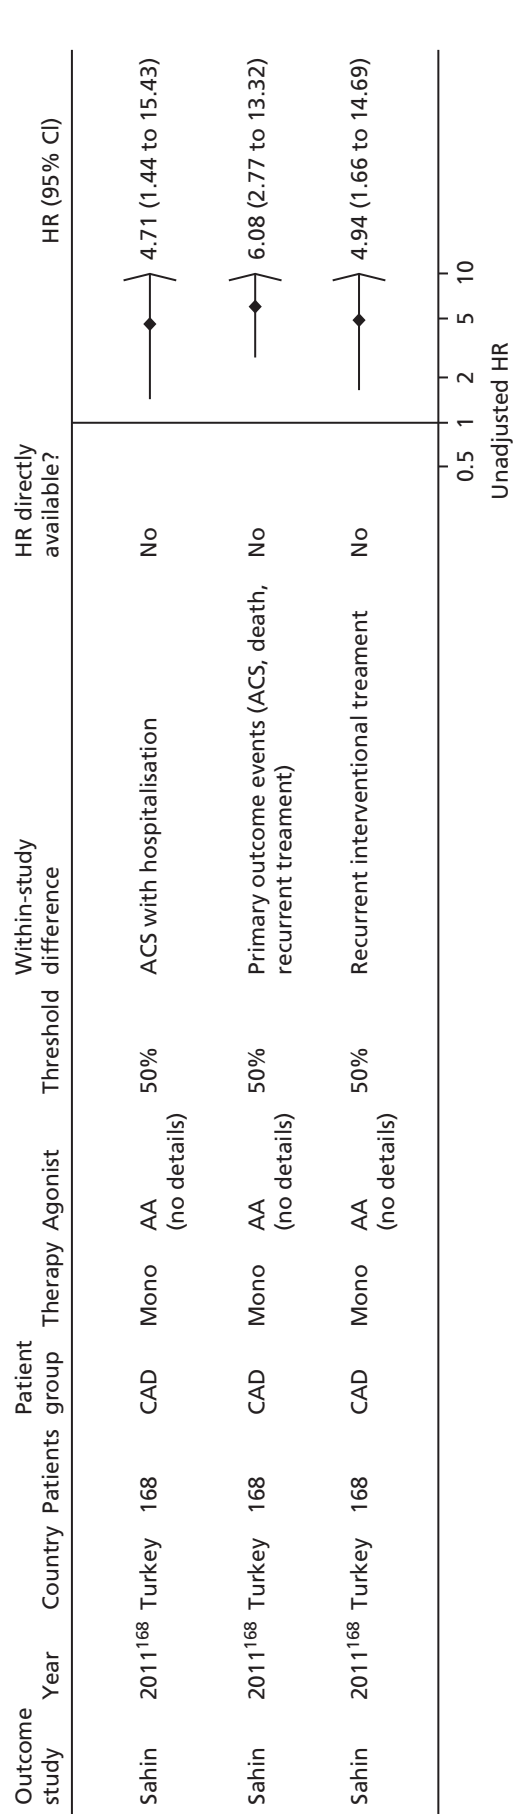 Outcome Patient Within-study HR directly
study Year Country Patients group Therapy Agonist Threshold difference available? HR (95% CI)
Sahin 2011¹⁶⁸ Turkey 168 CAD Mono AA 50% ACS with hospitalisation No 4.71 (1.44 to 15.43)
(no details)
Sahin 2011¹⁶⁸ Turkey 168 CAD Mono AA 50% Primary outcome events (ACS, death, No 6.08 (2.77 to 13.32)
(no details) recurrent treament)
Sahin 2011¹⁶⁸ Turkey 168 CAD Mono AA 50% Recurrent interventional treament No 4.94 (1.66 to 14.69)
(no details)
0.5 1 2 5 10
Unadjusted HR